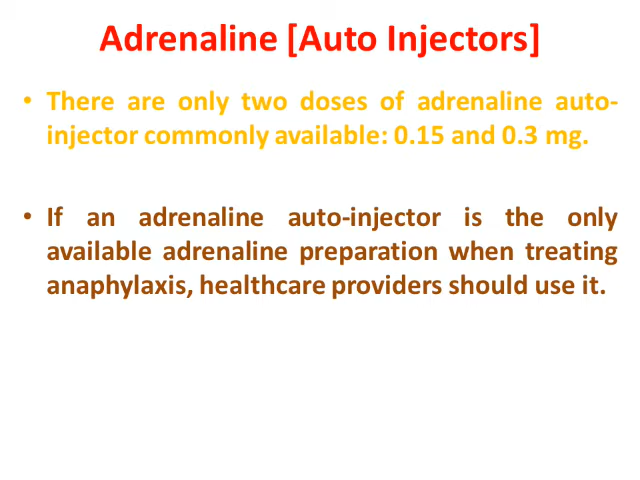 Adrenaline [Auto Injectors]
• There are only two doses of adrenaline auto-
injector commonly available: 0.15 and 0.3 mg.
• If an adrenaline auto-injector is the only
available adrenaline preparation when treating
anaphylaxis, healthcare providers should use it.